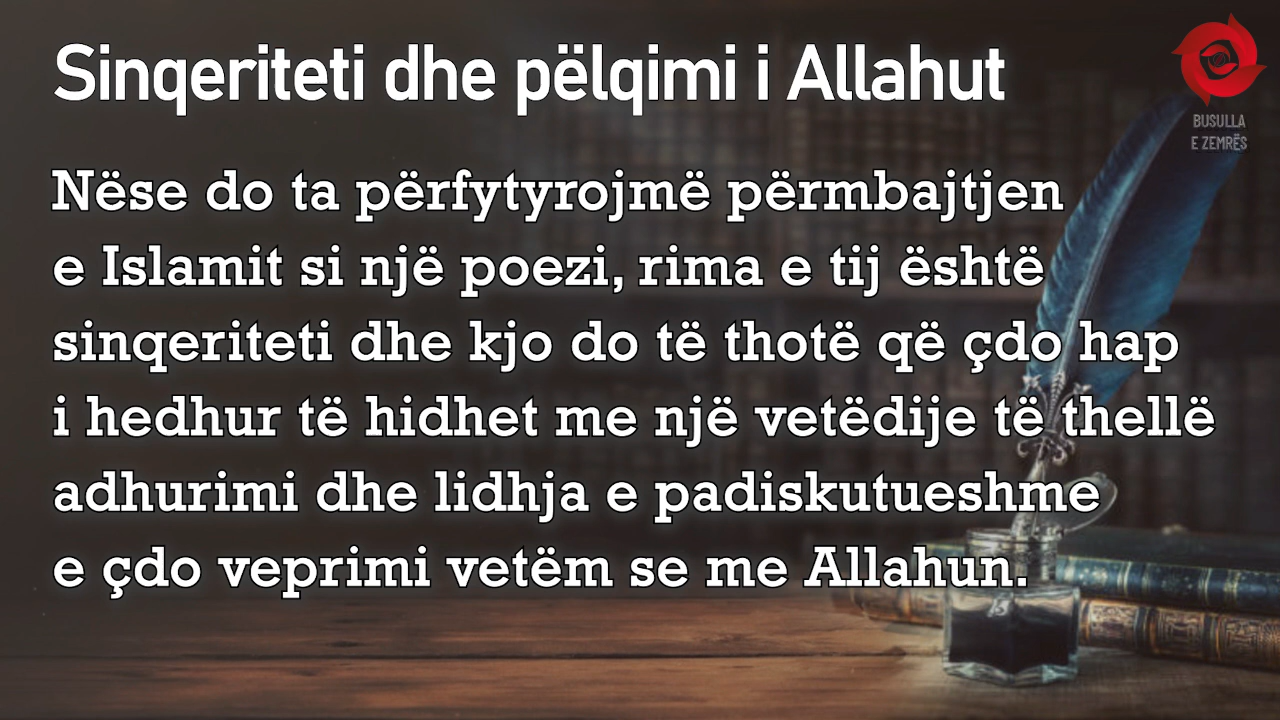 Sinqeriteti dhe pëlqimi i Allahut
BUSULLA
E ZEMRËS
Nëse do ta përfytyrojmë përmbajtjen
e Islamit si një poezi, rima e tij është
sinqeriteti dhe kjo do të thotë që çdo hap
i hedhur të hidhet me një vetëdije të thellë
adhurimi dhe lidhja e padiskutueshme
e çdo veprimi vetëm se me Allahun.